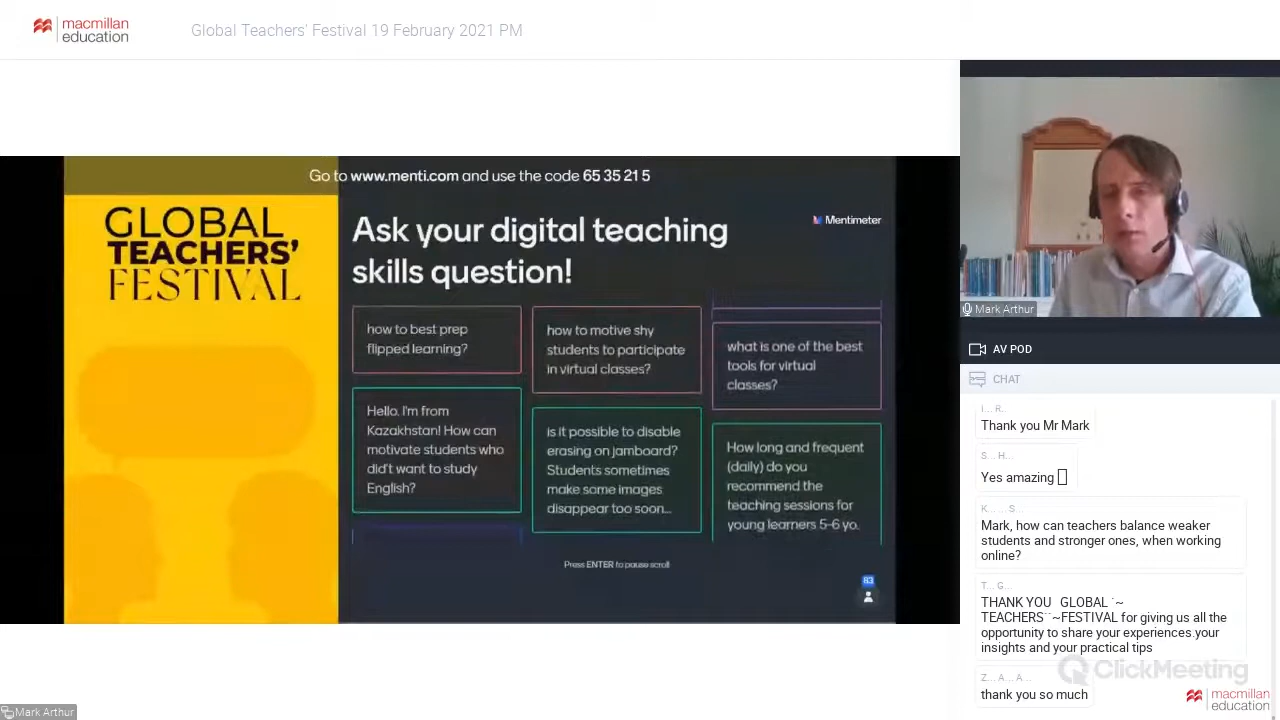 macmillan
education
Global Teachers' Festival 19 February 2021 PM
Go to www.menti.com and use the code 65 35 21 5
GLOBAL
TEACHERS'
FESTIVAL
Ask your digital teaching
skills question!
Mentimeter
how to best prep
flipped learning?
how to motive shy
students to participate
in virtual classes?
what is one of the best
tools for virtual
classes?
Hello. I'm from
Kazakhstan! How can
motivate students who
did't want to study
English?
is it possible to disable
erasing on jamboard?
Students sometimes
make some images
disappear too soon...
How long and frequent
(daily) do you
recommend the
teaching sessions for
young learners 5-6 yo.
Press ENTER to pause scroll
83
Mark Arthur
Mark Arthur
AV POD
CHAT
I... R.
Thank you Mr Mark
S... H...
Yes amazing
K... ... S...
Mark, how can teachers balance weaker
students and stronger ones, when working
online?
T... G...
THANK YOU GLOBAL ´~
TEACHERS´¨~FESTIVAL for giving us all the
opportunity to share your experiences.your
insights and your practical tips
Z... A... A...
thank you so much
ClickMeeting
macmillan
education